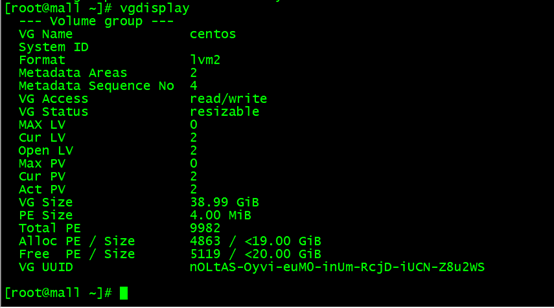 [root@mall ~]# vgdisplay
--- Volume group ---
VG Name centos
System ID
Format lvm2
Metadata Areas 2
Metadata Sequence No 4
VG Access read/write
VG Status resizable
MAX LV 0
Cur LV 2
Open LV 2
Max PV 0
Cur PV 2
Act PV 2
VG Size 38.99 GiB
PE Size 4.00 MiB
Total PE 9982
Alloc PE / Size 4863 / <19.00 GiB
Free PE / Size 5119 / <20.00 GiB
VG UUID nOLtAS-Oyvi-euM0-inUm-RcjD-iUCN-Z8u2WS
[root@mall ~]#